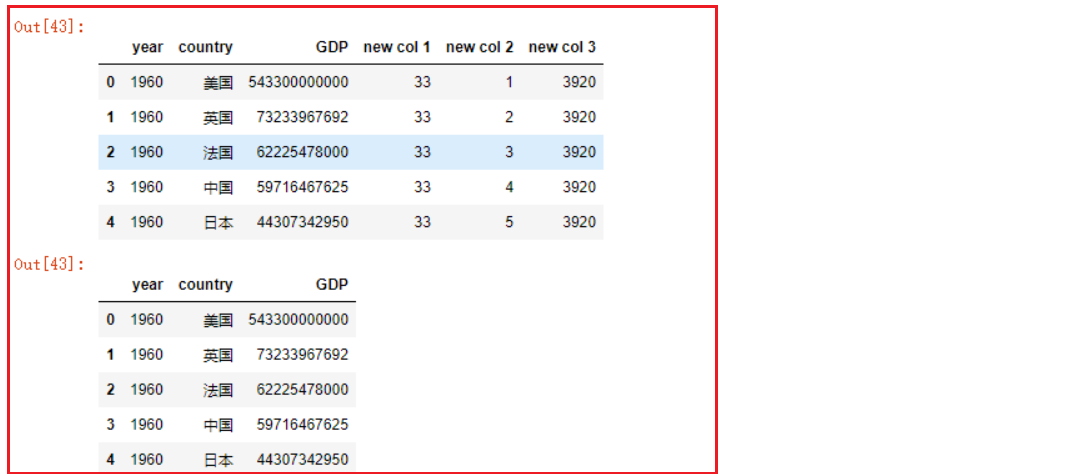 Out[43]:
year country GDP new col 1 new col 2 new col 3
0 1960 美国 543300000000 33 1 3920
1 1960 英国 73233967692 33 2 3920
2 1960 法国 62225478000 33 3 3920
3 1960 中国 59716467625 33 4 3920
4 1960 日本 44307342950 33 5 3920
Out[43]:
year country GDP
0 1960 美国 543300000000
1 1960 英国 73233967692
2 1960 法国 62225478000
3 1960 中国 59716467625
4 1960 日本 44307342950